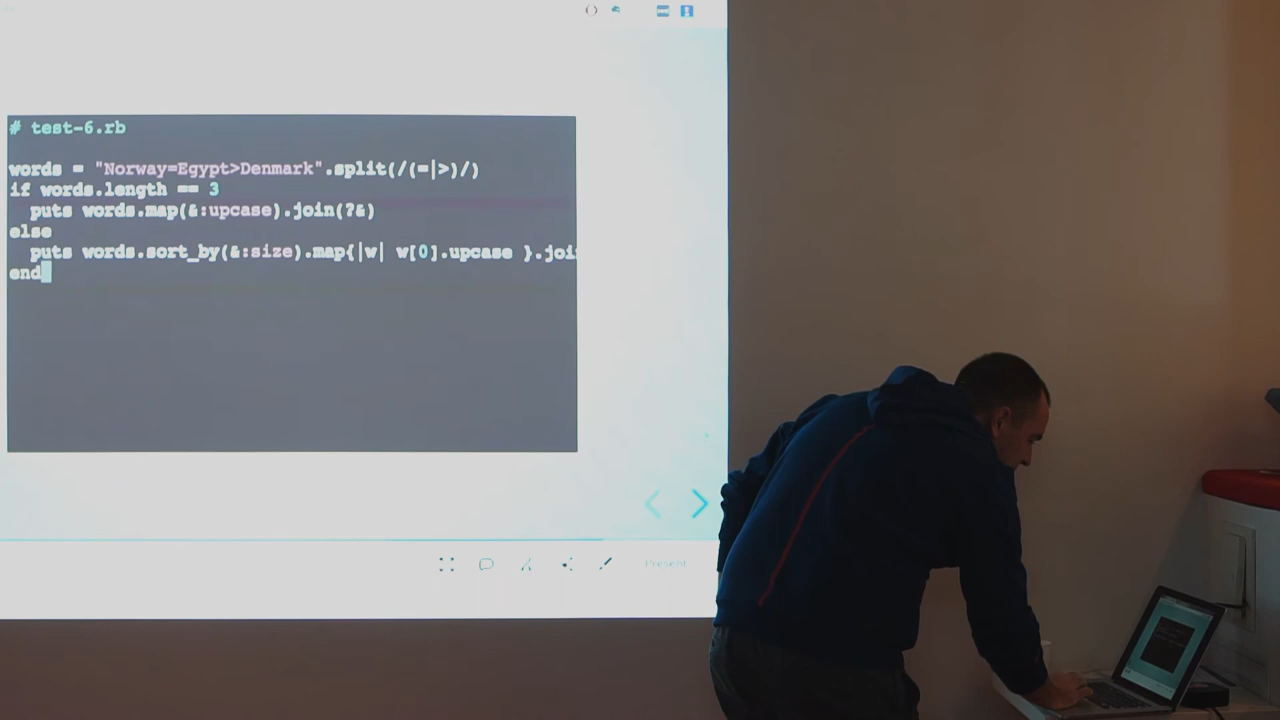 # test-6.rb
words = "Norway=Egypt>Denmark".split(/(=|>)/)
if words.length == 3
puts words.map(&:upcase).join(?&)
else
puts words.sort_by(&:size).map{|w| w[0].upcase }.joi
end
Present